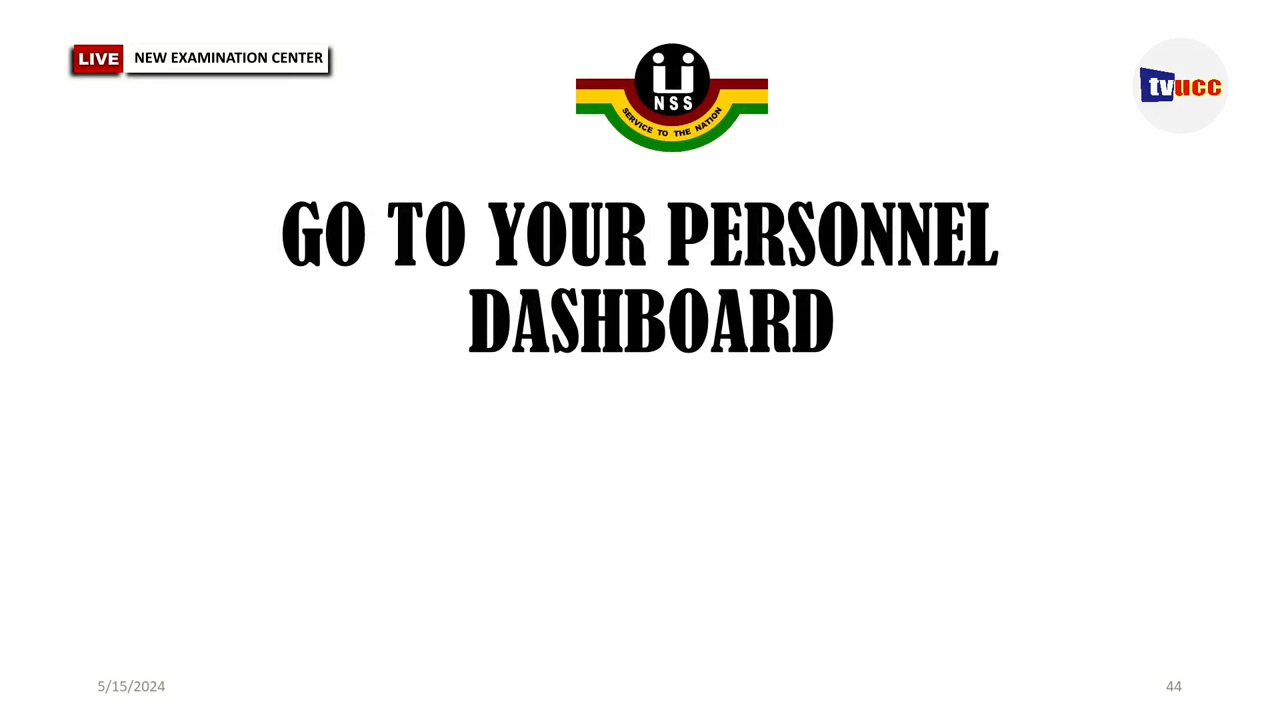 LIVE NEW EXAMINATION CENTER
NSS
SERVICE TO THE NATION
tvucc
GO TO YOUR PERSONNEL
DASHBOARD
5/15/2024
44